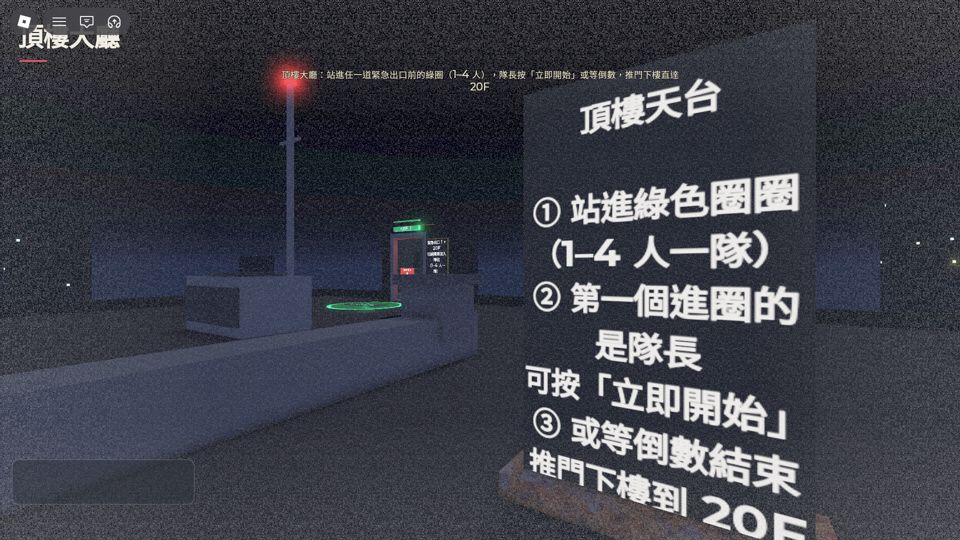 頂樓大廳
頂樓大廳：站進任一道緊急出口前的綠圈（1–4 人），隊長按「立即開始」或等倒數，推門下樓直達
20F
頂樓天台
① 站進綠色圈圈
（1–4 人一隊）
② 第一個進圈的
是隊長
可按「立即開始」
③ 或等倒數結束
推門下樓到 20F
20F